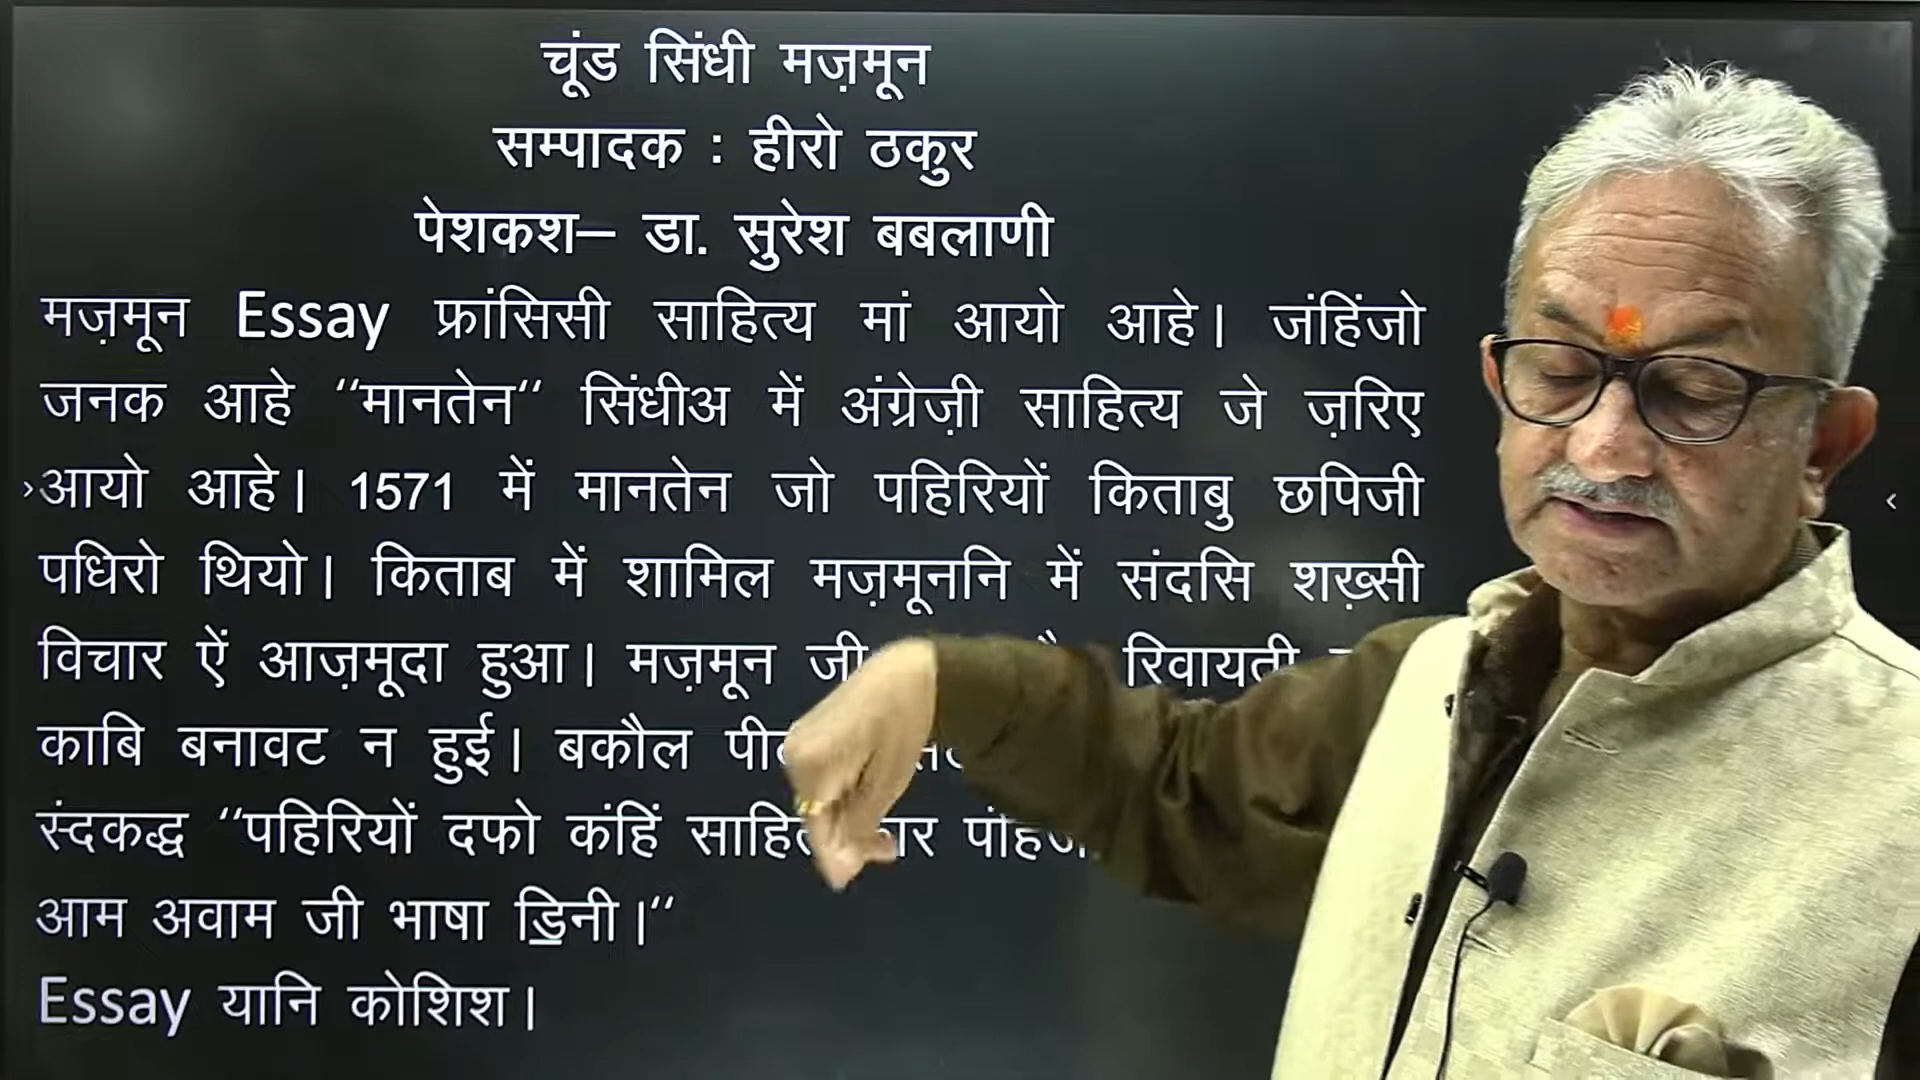 चूंड सिंधी मज़मून
सम्पादक : हीरो ठकुर
पेशकश– डा. सुरेश बबलाणी
मज़मून Essay फ्रांसिसी साहित्य मां आयो आहे। जंहिंजो
जनक आहे “मानतेन“ सिंधीअ में अंग्रेज़ी साहित्य जे ज़रिए
आयो आहे। 1571 में मानतेन जो पहिरियों किताबु छपिजी
पधिरो थियो। किताब में शामिल मज़मूननि में संदसि शख़्सी
विचार ऐं आज़मूदा हुआ। मज़मून जी रिवायती
काबि बनावट न हुई। बकौल
स्ंदकद्ध “पहिरियों दफो कंहिं
आम अवाम जी भाषा डि॒नी।“
Essay यानि कोशिश।